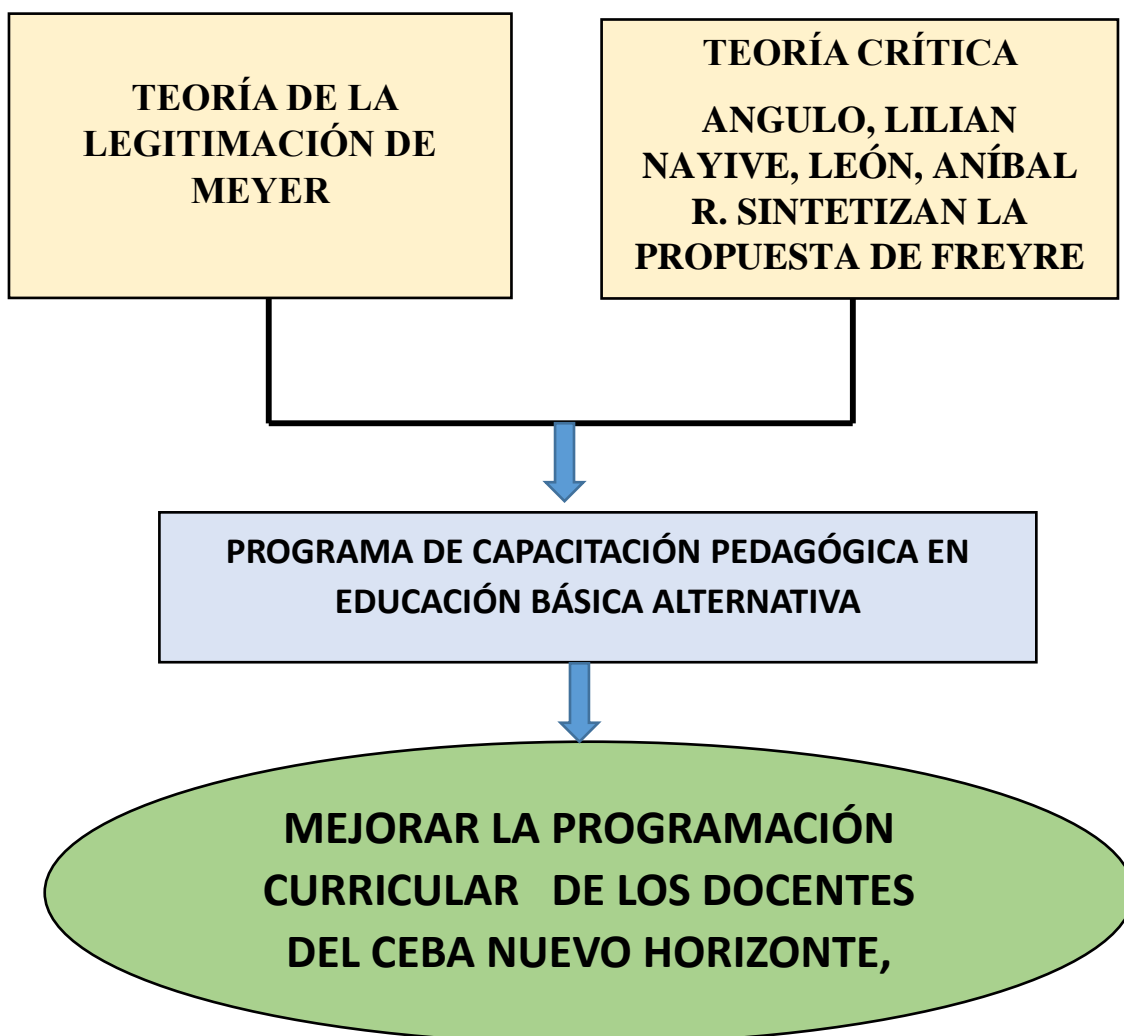 TEORÍA DE LA
LEGITIMACIÓN DE
MEYER
TEORÍA CRÍTICA
ANGULO, LILIAN
NAYIVE, LEÓN, ANÍBAL
R. SINTETIZAN LA
PROPUESTA DE FREYRE
PROGRAMA DE CAPACITACIÓN PEDAGÓGICA EN
EDUCACIÓN BÁSICA ALTERNATIVA
MEJORAR LA PROGRAMACIÓN
CURRICULAR DE LOS DOCENTES
DEL CEBA NUEVO HORIZONTE,